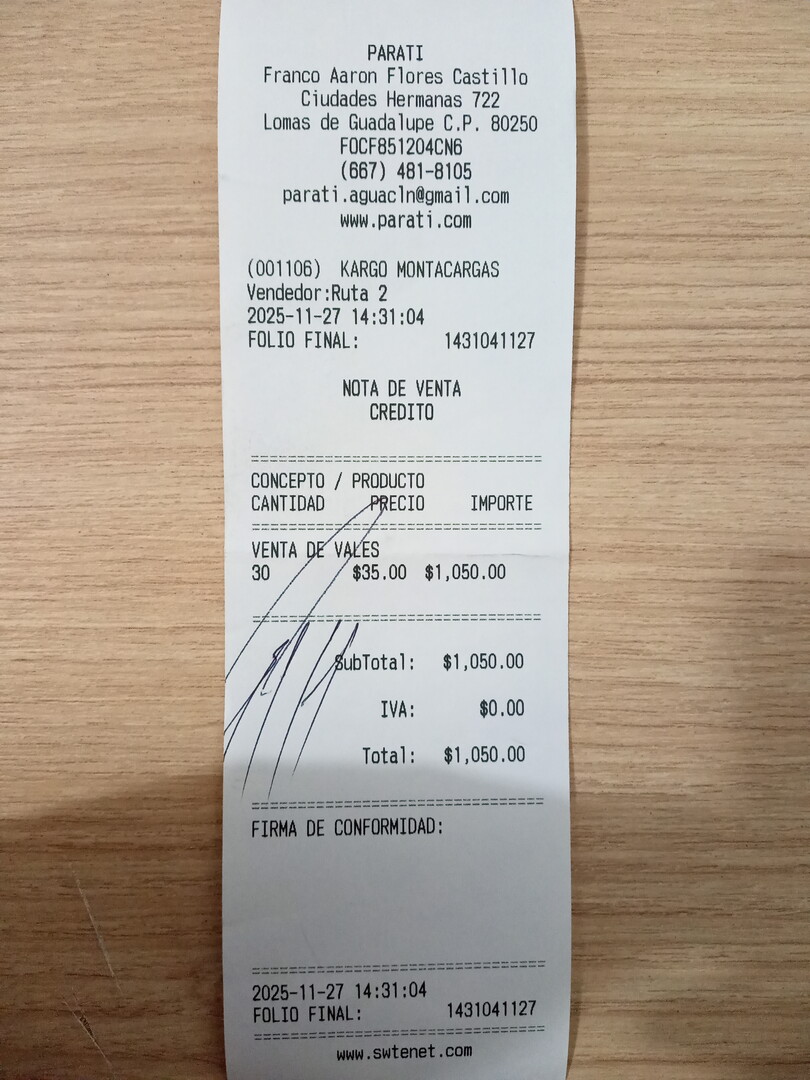 PARATI
Franco Aaron Flores Castillo
Ciudades Hermanas 722
Lomas de Guadalupe C.P. 80250
FOCF851204CN6
(667) 481-8105
parati.aguacln@gmail.com
www.parati.com
(001106) KARGO MONTACARGAS
Vendedor:Ruta 2
2025-11-27 14:31:04
FOLIO FINAL: 1431041127
NOTA DE VENTA
CREDITO
================================
CONCEPTO / PRODUCTO
CANTIDAD PRECIO IMPORTE
================================
VENTA DE VALES
30 $35.00 $1,050.00
================================
SubTotal: $1,050.00
IVA: $0.00
Total: $1,050.00
================================
FIRMA DE CONFORMIDAD:
================================
2025-11-27 14:31:04
FOLIO FINAL: 1431041127
================================
www.swtenet.com